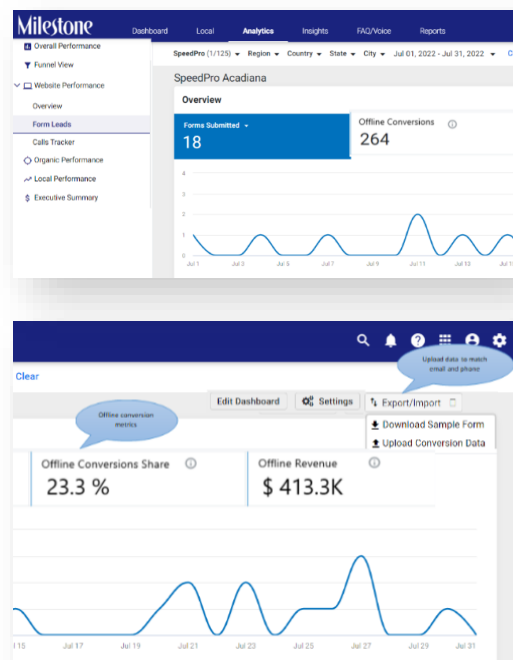 Milestone
Dashboard Local Analytics Insights FAQ/Voice Reports
Overall Performance
Funnel View
Website Performance
Overview
Form Leads
Calls Tracker
Organic Performance
Local Performance
$ Executive Summary
SpeedPro (1/125) Region Country State City Jul 01, 2022 - Jul 31, 2022
SpeedPro Acadiana
Overview
Forms Submitted
18
Offline Conversions
264
4
3
2
1
0
Jul 1 Jul 3 Jul 5 Jul 7 Jul 9 Jul 11 Jul 13
Upload data to match
email and phone
Clear
Edit Dashboard Settings Export/Import
Offline conversion
metrics
Download Sample Form
Upload Conversion Data
Offline Conversions Share
23.3 %
Offline Revenue
$ 413.3K
15 Jul 17 Jul 19 Jul 21 Jul 23 Jul 25 Jul 27 Jul 29 Jul 31